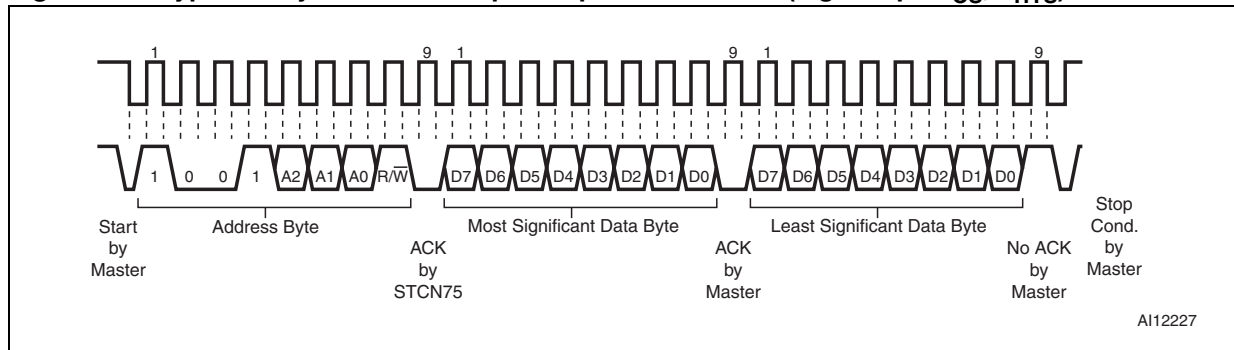 1 9 1 9 1 9
1 0 0 1 A2 A1 A0 R/W D7 D6 D5 D4 D3 D2 D1 D0 D7 D6 D5 D4 D3 D2 D1 D0
Start
by
Master
Address Byte
ACK
by
STCN75
Most Significant Data Byte
ACK
by
Master
Least Significant Data Byte
No ACK
by
Master
Stop
Cond.
by
Master
AI12227